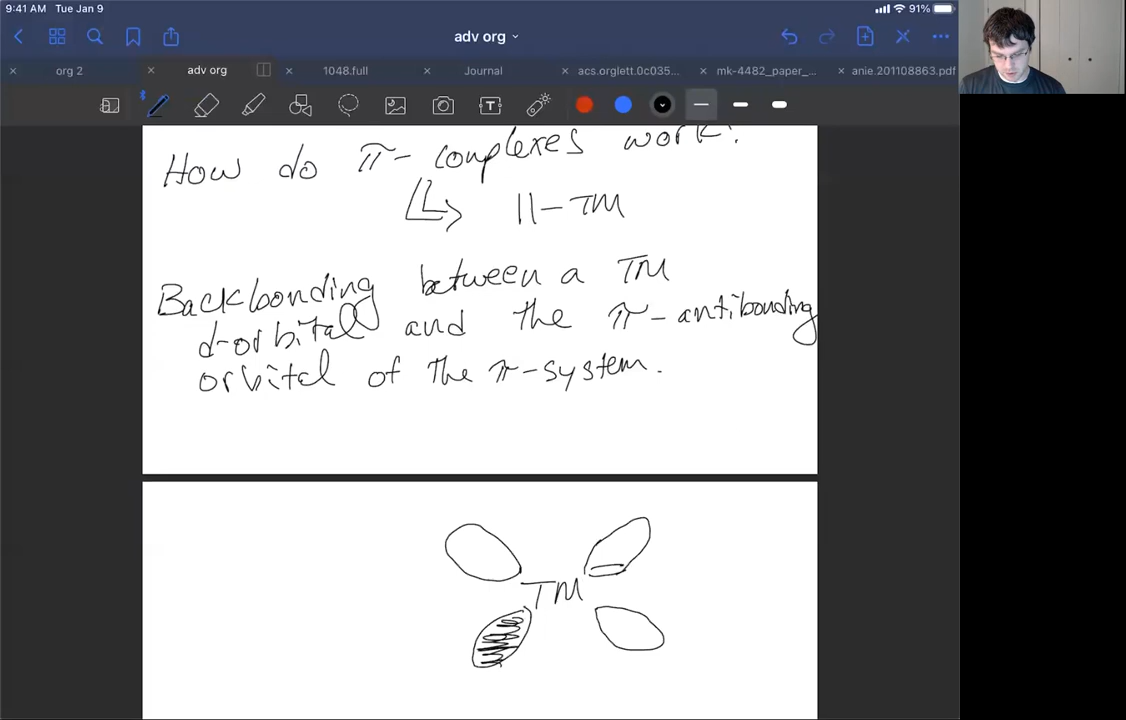 9:41 AM Tue Jan 9
91%
adv org
org 2
adv org
1048.full
Journal
acs.orglett.0c035...
mk-4482_paper_...
anie.201108863.pdf
T
How do π- complexes work?
||-TM
Backbonding between a TM
d-orbital and the π-antibonding
orbital of the π-system.
TM